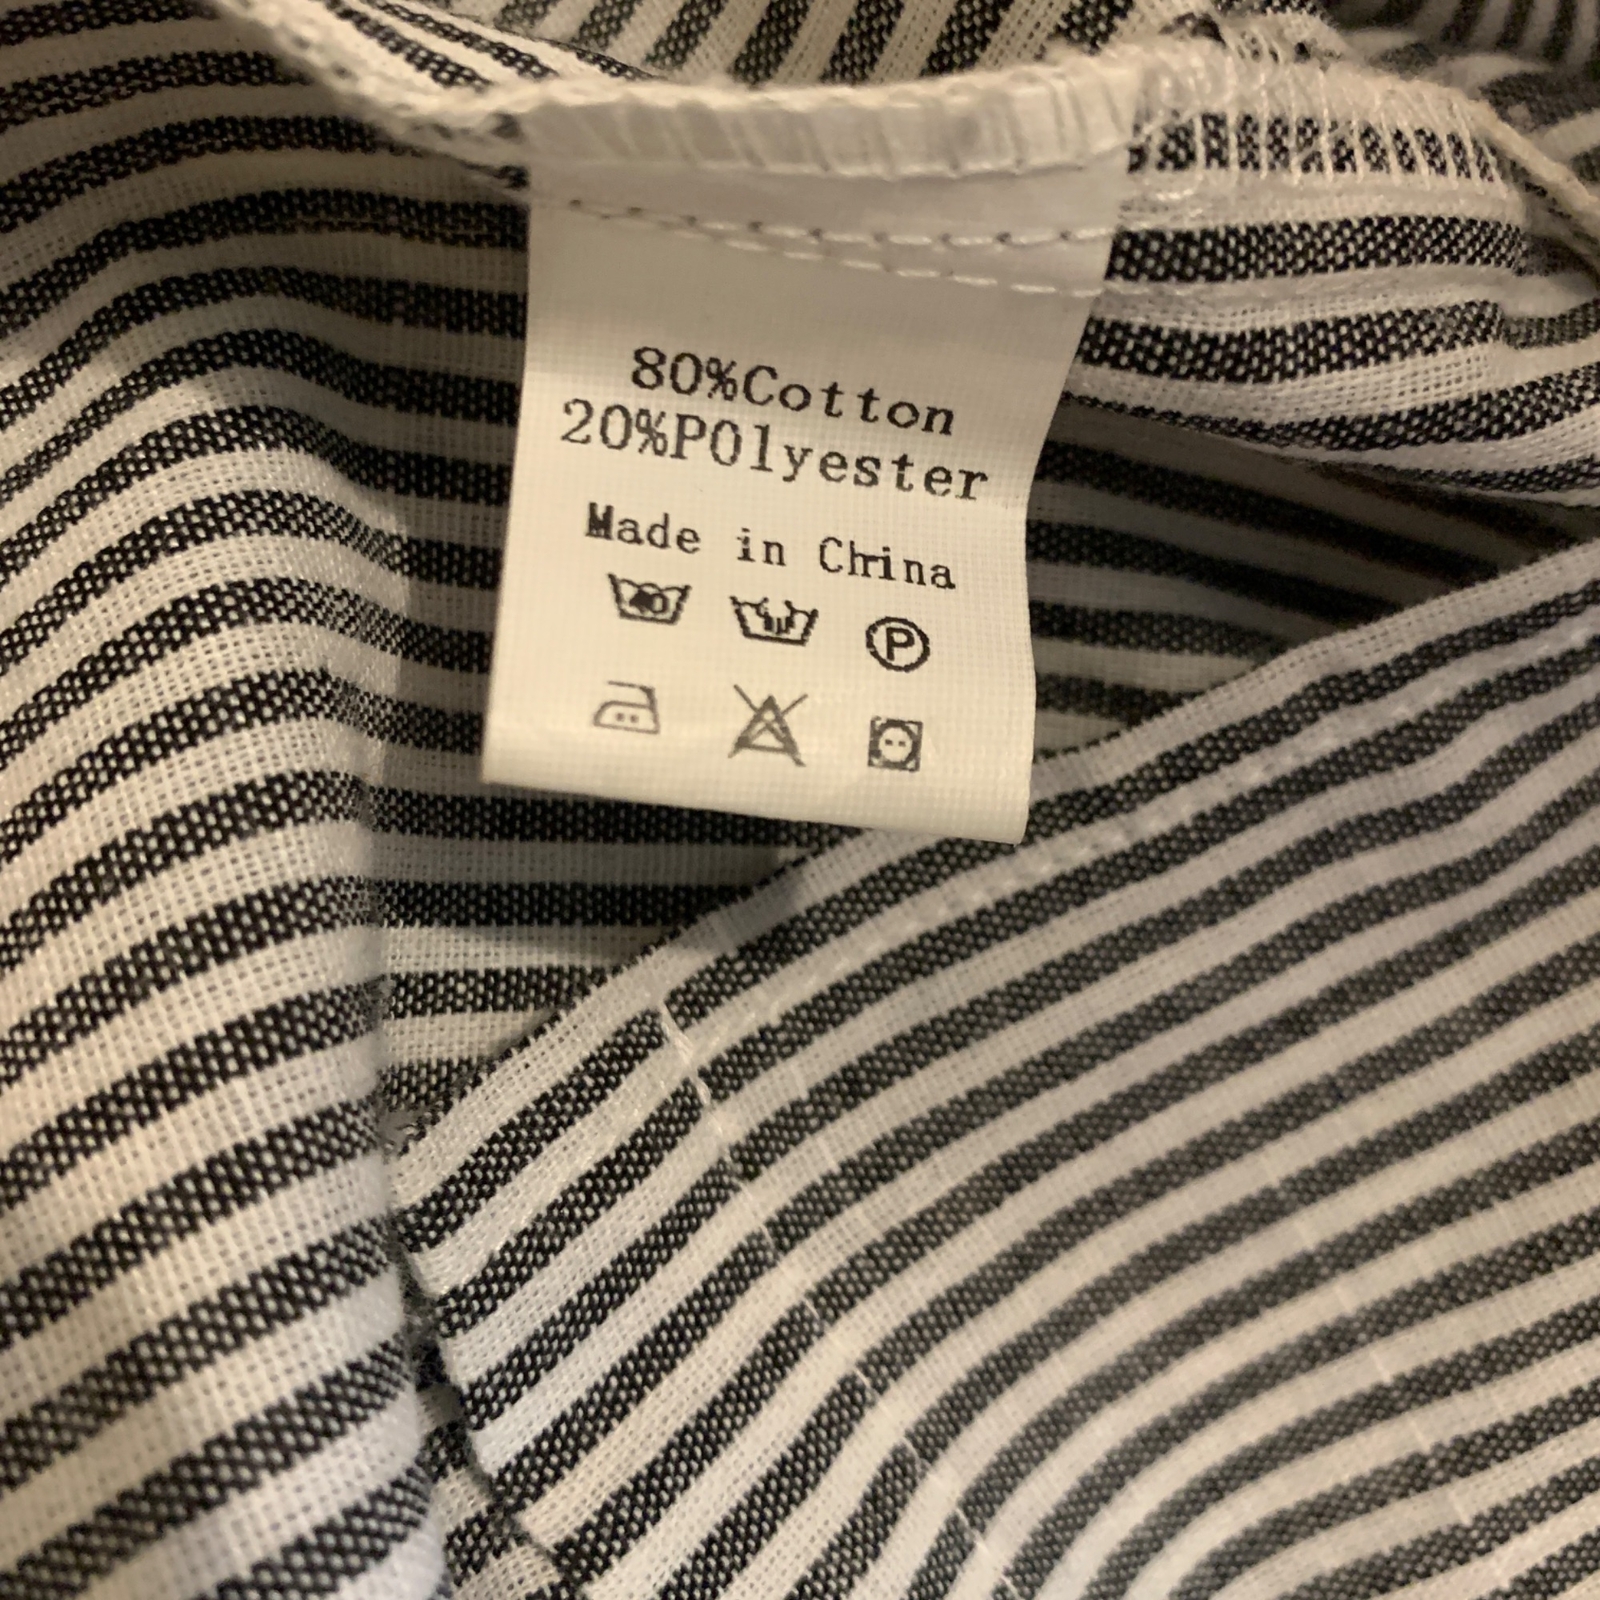 80%Cotton
20%POlyester
Made in China
40
P